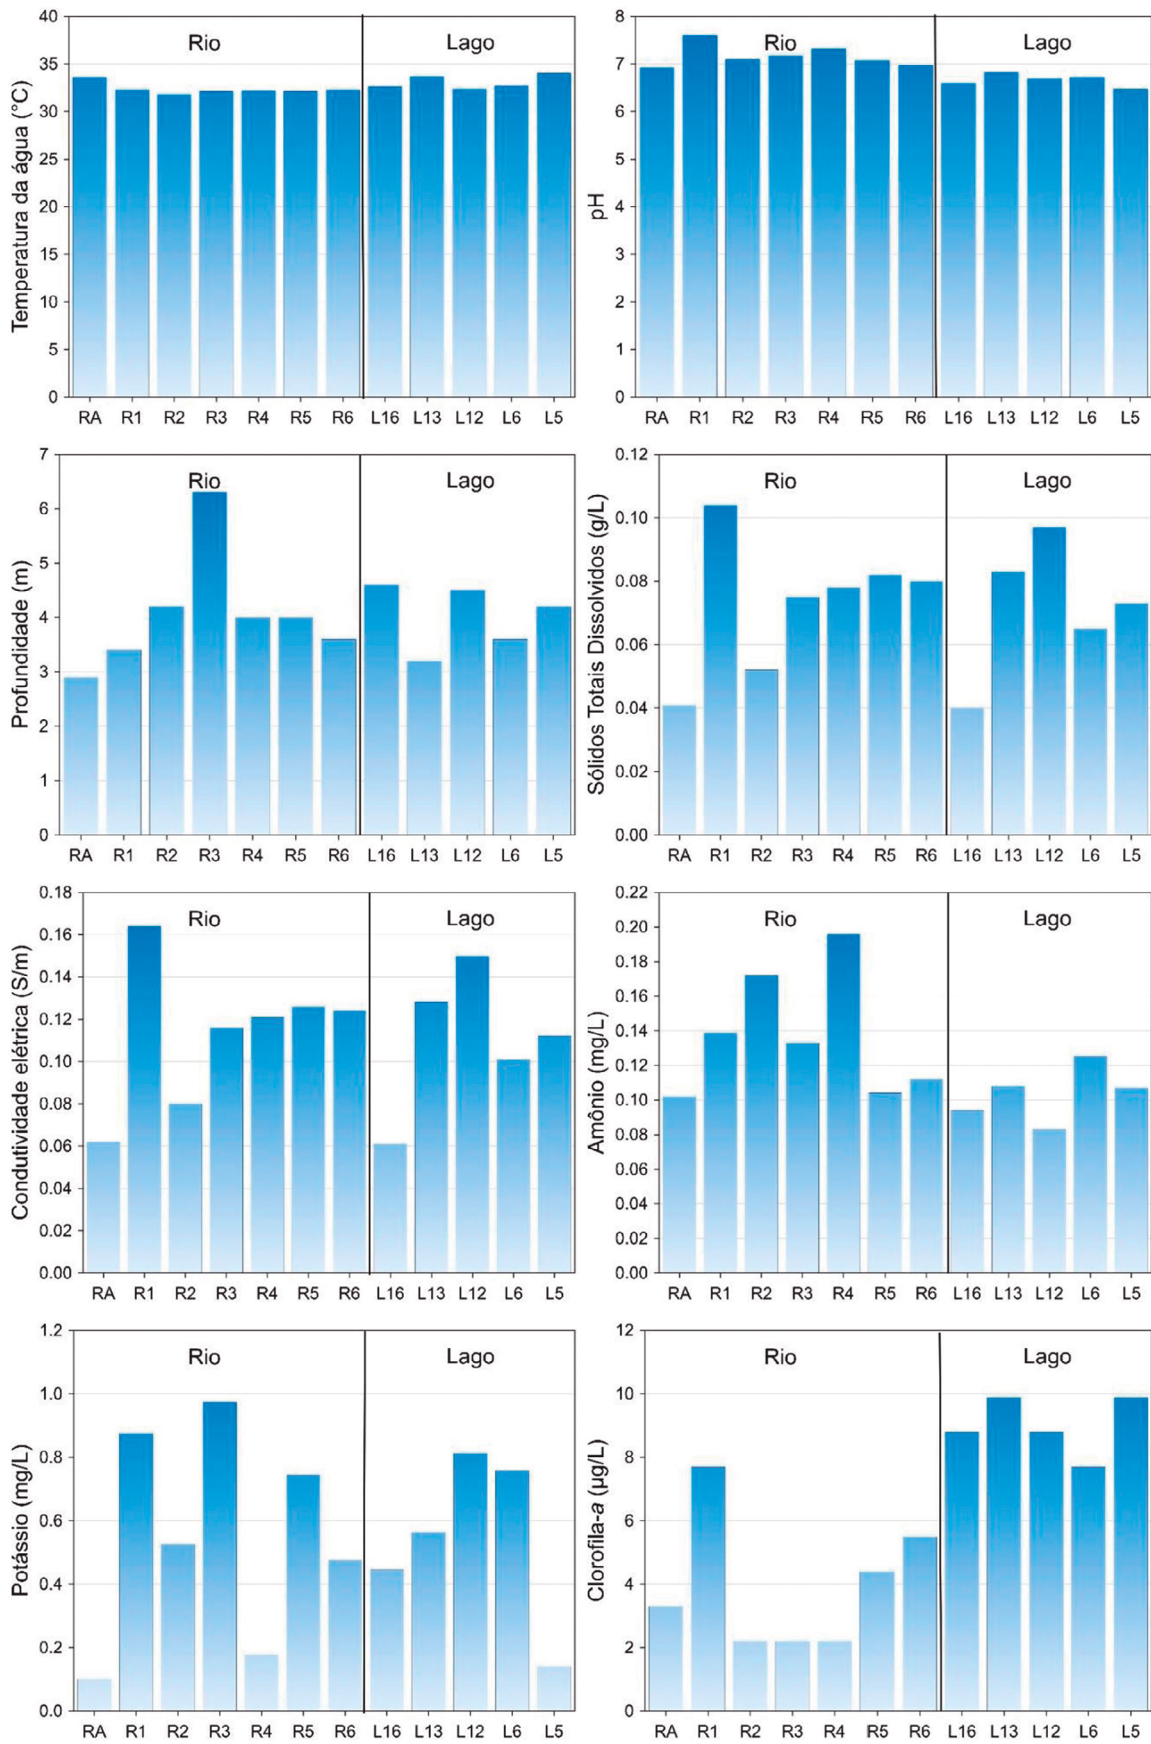 Temperatura da água (°C)
40
35
30
25
20
15
10
5
0
Rio
Lago
RA R1 R2 R3 R4 R5 R6 L16 L13 L12 L6 L5
pH
8
7
6
5
4
3
2
1
0
Rio
Lago
RA R1 R2 R3 R4 R5 R6 L16 L13 L12 L6 L5
Profundidade (m)
7
6
5
4
3
2
1
0
Rio
Lago
RA R1 R2 R3 R4 R5 R6 L16 L13 L12 L6 L5
Sólidos Totais Dissolvidos (g/L)
0.12
0.10
0.08
0.06
0.04
0.02
0.00
Rio
Lago
RA R1 R2 R3 R4 R5 R6 L16 L13 L12 L6 L5
Condutividade elétrica (S/m)
0.18
0.16
0.14
0.12
0.10
0.08
0.06
0.04
0.02
0.00
Rio
Lago
RA R1 R2 R3 R4 R5 R6 L16 L13 L12 L6 L5
Amônio (mg/L)
0.22
0.20
0.18
0.16
0.14
0.12
0.10
0.08
0.06
0.04
0.02
0.00
Rio
Lago
RA R1 R2 R3 R4 R5 R6 L16 L13 L12 L6 L5
Potássio (mg/L)
1.2
1.0
0.8
0.6
0.4
0.2
0.0
Rio
Lago
RA R1 R2 R3 R4 R5 R6 L16 L13 L12 L6 L5
Clorofila-a (µg/L)
12
10
8
6
4
2
0
Rio
Lago
RA R1 R2 R3 R4 R5 R6 L16 L13 L12 L6 L5